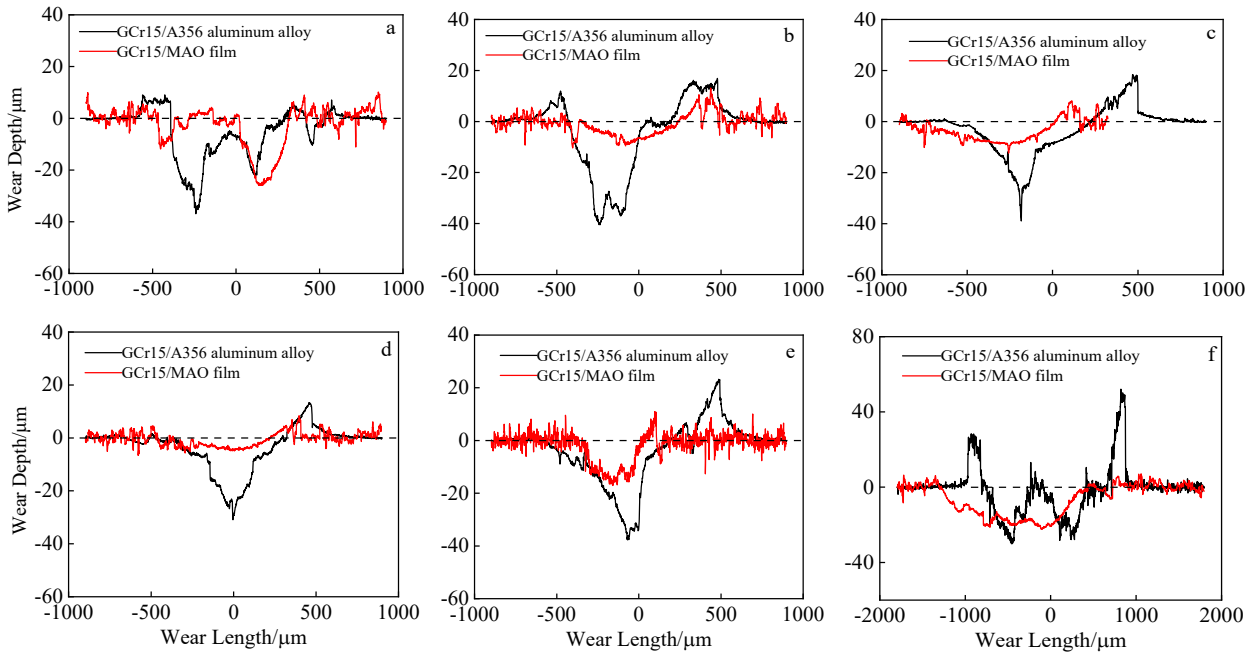 40
20
0
-20
-40
-60
-1000 -500 0 500 1000
Wear Depth/μm
GCr15/A356 aluminum alloy
GCr15/MAO film
a
40
20
0
-20
-40
-60
-1000 -500 0 500 1000
GCr15/A356 aluminum alloy
GCr15/MAO film
b
40
20
0
-20
-40
-60
-1000 -500 0 500 1000
GCr15/A356 aluminum alloy
GCr15/MAO film
c
40
20
0
-20
-40
-60
-1000 -500 0 500 1000
Wear Depth/μm
Wear Length/μm
GCr15/A356 aluminum alloy
GCr15/MAO film
d
40
20
0
-20
-40
-60
-1000 -500 0 500 1000
Wear Length/μm
GCr15/A356 aluminum alloy
GCr15/MAO film
e
80
40
0
-40
-2000 -1000 0 1000 2000
Wear Length/μm
GCr15/A356 aluminum alloy
GCr15/MAO film
f